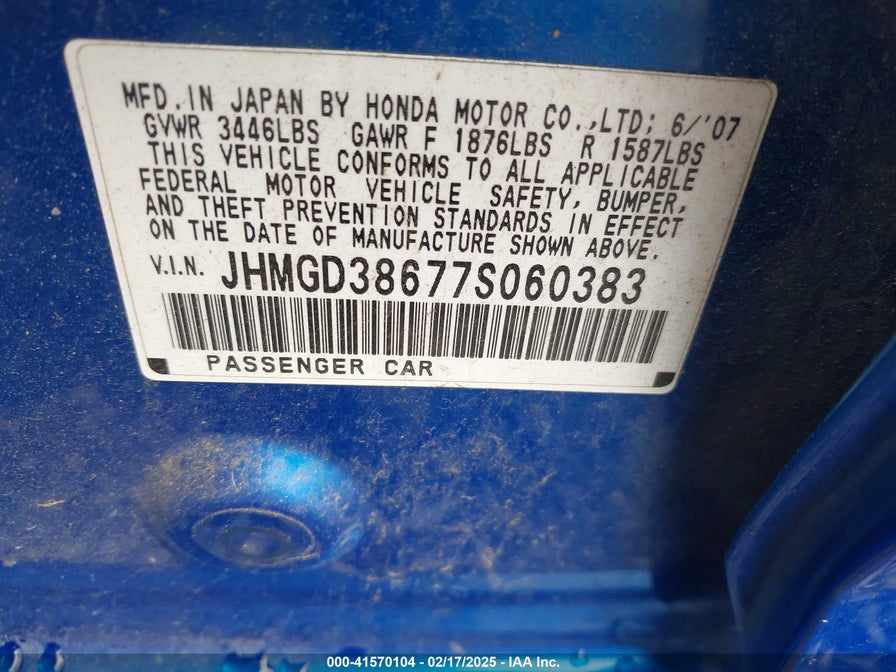 MFD. IN JAPAN BY HONDA MOTOR CO., LTD; 6/'07
GVWR 3446LBS GAWR F 1876LBS R 1587LBS
THIS VEHICLE CONFORMS TO ALL APPLICABLE
FEDERAL MOTOR VEHICLE SAFETY, BUMPER,
AND THEFT PREVENTION STANDARDS IN EFFECT
ON THE DATE OF MANUFACTURE SHOWN ABOVE.
V.I.N. JHMGD38677S060383
PASSENGER CAR
000-41570104 - 02/17/2025 - IAA Inc.